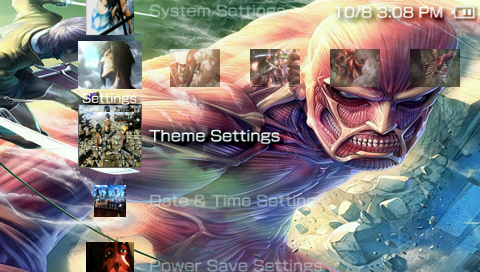 System Settings
10/8 3:08 PM
Settings
Theme Settings
Date & Time Settings
Power Save Settings